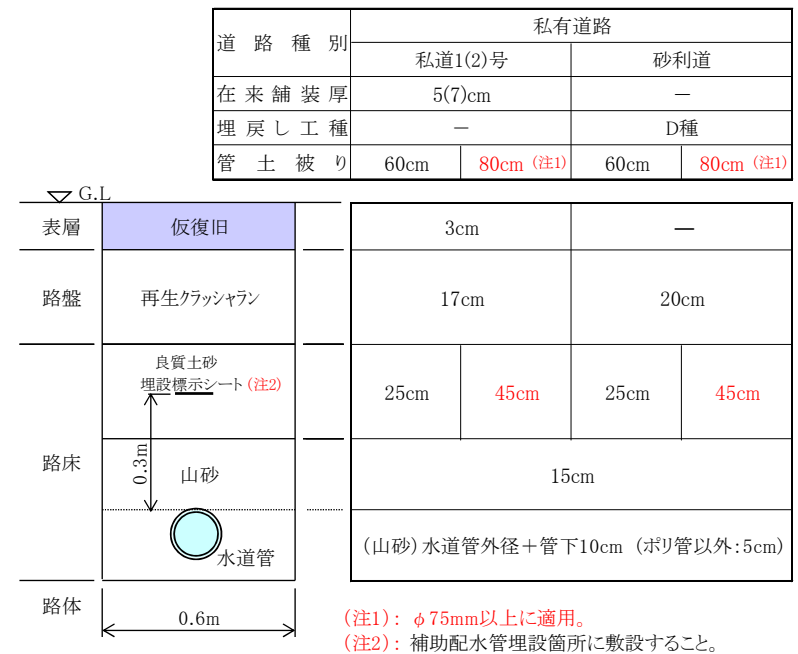 道路種別 私有道路
私道1(2)号 砂利道
在来舗装厚 5(7)cm －
埋戻し工種 － D種
管土被り 60cm 80cm (注1) 60cm 80cm (注1)
G.L
表層 仮復旧 3cm ―
路盤 再生クラッシャラン 17cm 20cm
良質土砂
埋設標示シート(注2)
25cm 45cm 25cm 45cm
0.3m
路床 山砂 15cm
水道管 (山砂)水道管外径＋管下10cm (ポリ管以外:5cm)
路体 0.6m
(注1)：φ75mm以上に適用。
(注2)：補助配水管埋設箇所に敷設すること。